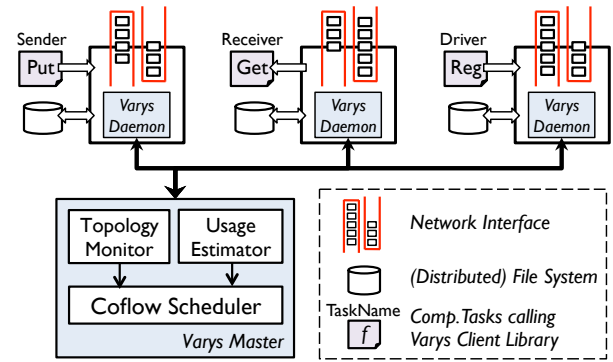 Sender
Receiver
Driver
Put
Get
Reg
Varys
Daemon
Varys
Daemon
Varys
Daemon
Topology
Monitor
Usage
Estimator
Coflow Scheduler
Varys Master
Network Interface
(Distributed) File System
TaskName
f
Comp.Tasks calling
Varys Client Library